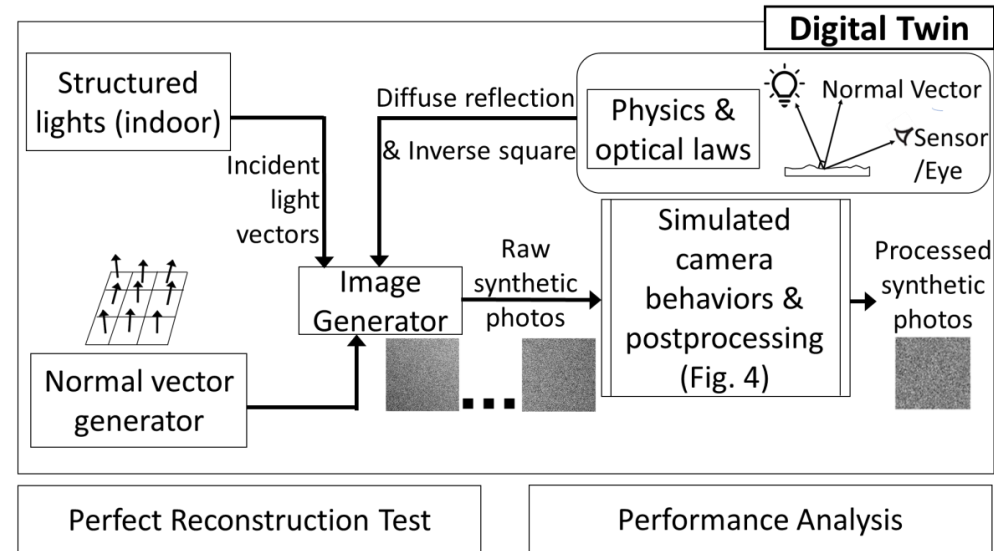 Digital Twin
Structured
lights (indoor)
Incident
light
vectors
Diffuse reflection
& Inverse square
Physics &
optical laws
Normal Vector
Sensor
/Eye
Normal vector
generator
Image
Generator
Raw
synthetic
photos
Simulated
camera
behaviors &
postprocessing
(Fig. 4)
Processed
synthetic
photos
Perfect Reconstruction Test
Performance Analysis